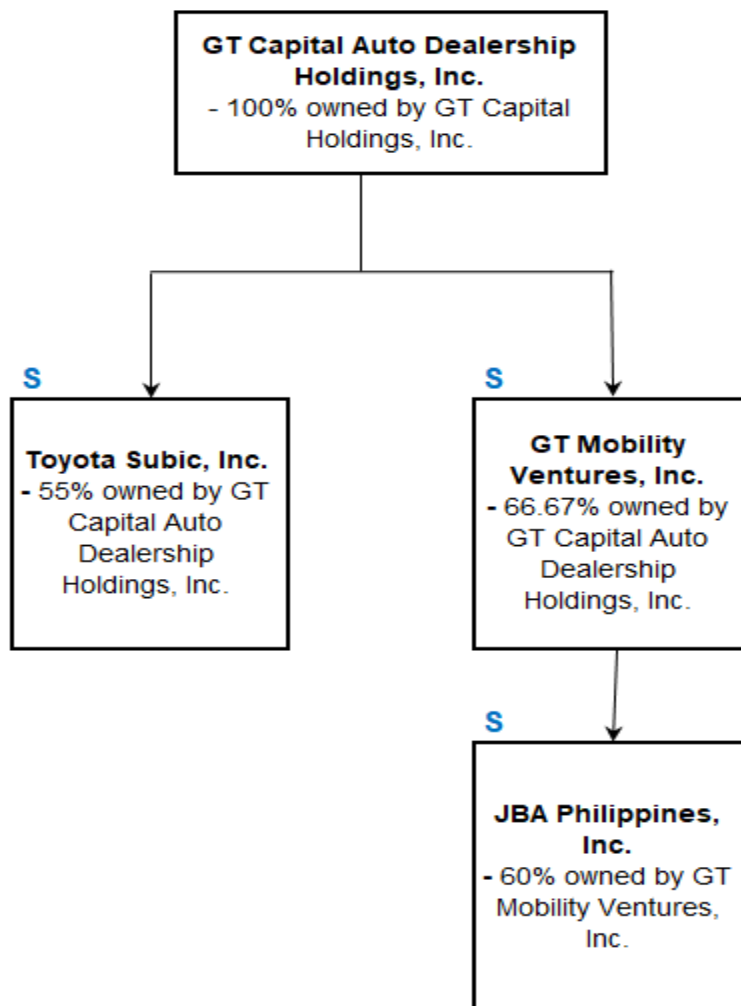 GT Capital Auto Dealership
Holdings, Inc.
- 100% owned by GT Capital
Holdings, Inc.
S
Toyota Subic, Inc.
- 55% owned by GT
Capital Auto
Dealership
Holdings, Inc.
S
GT Mobility
Ventures, Inc.
- 66.67% owned by
GT Capital Auto
Dealership
Holdings, Inc.
S
JBA Philippines,
Inc.
- 60% owned by GT
Mobility Ventures,
Inc.